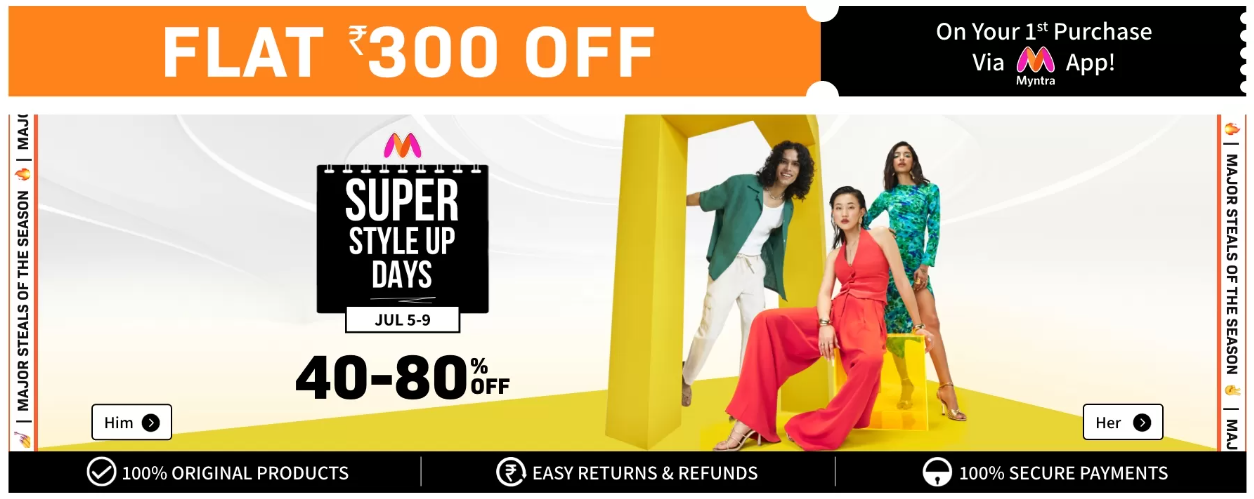 FLAT ₹300 OFF
On Your 1st Purchase
Via Myntra App!
MAJOR STEALS OF THE SEASON | MAJO
SUPER
STYLE UP
DAYS
JUL 5-9
40-80% OFF
Him
Her
| MAJOR STEALS OF THE SEASON | MAJ
100% ORIGINAL PRODUCTS
EASY RETURNS & REFUNDS
100% SECURE PAYMENTS